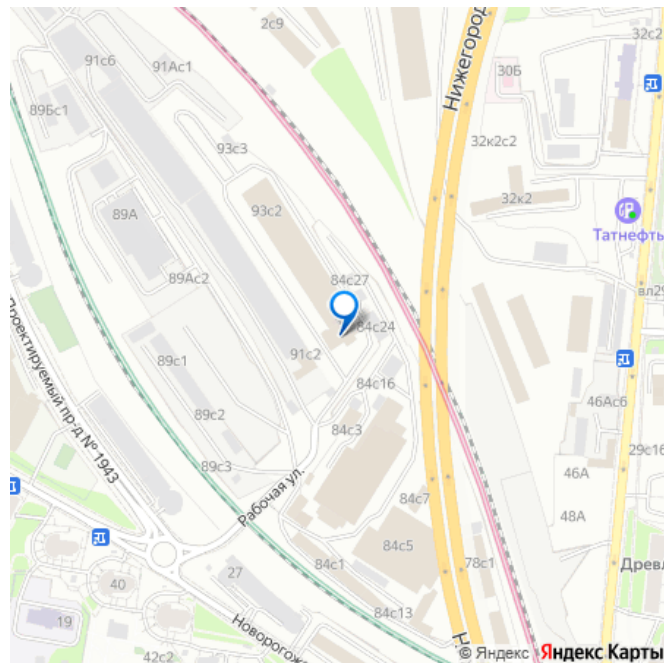 2с9
32с2
91с6
91Ас1
30Б
Нижегород
89Бс1
32к2с2
93с3
32к2
89А
93с2
Татнефть
89Ас2
84с27
вл29
84с24
89с1
91с2
84с16
46Ас6
Проектируемый пр-д № 1943
89с2
84с3
29с16
89с3
46А
Рабочая ул.
84с7
48А
84с5
27
84с1
78с1
Древл
40
84с13
19
Новорогож
42с2
Н
© Яндекс Яндекс Карты